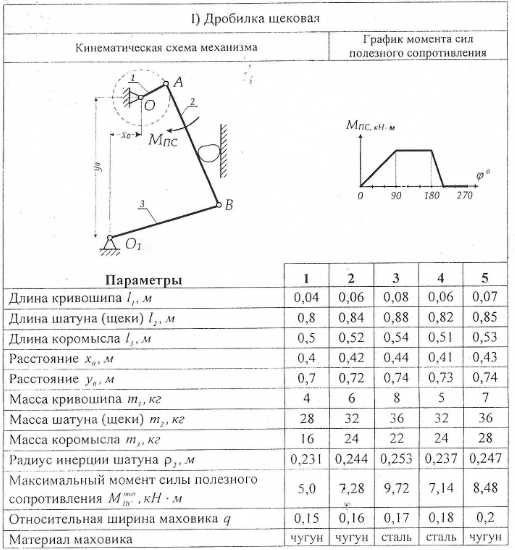 1) Дробилка щековая
Кинематическая схема механизма
График момента сил полезного сопротивления
1
A
O
2
Mпс
x₀
y₀
3
B
O₁
Mпс, кН·м
φ°
0 90 180 270
Параметры 1 2 3 4 5
Длина кривошипа l₁, м 0,04 0,06 0,08 0,06 0,07
Длина шатуна (щеки) l₂, м 0,8 0,84 0,88 0,82 0,85
Длина коромысла l₃, м 0,5 0,52 0,54 0,51 0,53
Расстояние x₀, м 0,4 0,42 0,44 0,41 0,43
Расстояние y₀, м 0,7 0,72 0,74 0,73 0,74
Масса кривошипа m₁, кг 4 6 8 5 7
Масса шатуна (щеки) m₂, кг 28 32 36 32 36
Масса коромысла m₃, кг 16 24 22 24 28
Радиус инерции шатуна ρ₂, м 0,231 0,244 0,253 0,237 0,247
Максимальный момент силы полезного
сопротивления M, кН · м 5,0 7,28 9,72 7,14 8,48
Относительная ширина маховика q 0,15 0,16 0,17 0,18 0,2
Материал маховика чугун чугун сталь сталь чугун